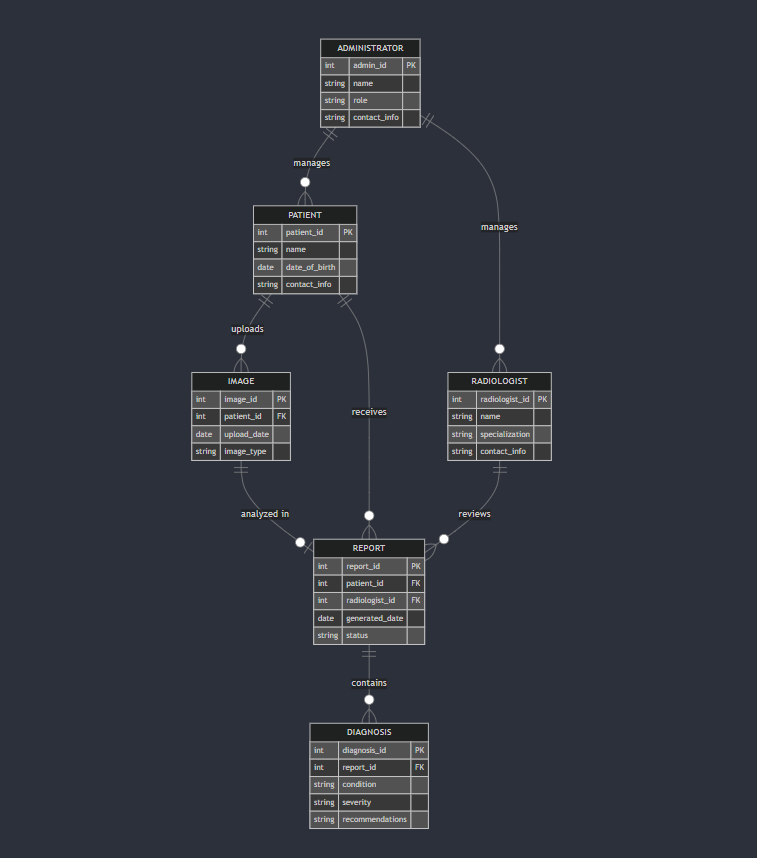 ADMINISTRATOR
int admin_id PK
string name
string role
string contact_info
manages
manages
PATIENT
int patient_id PK
string name
date date_of_birth
string contact_info
uploads
receives
IMAGE
int image_id PK
int patient_id FK
date upload_date
string image_type
RADIOLOGIST
int radiologist_id PK
string name
string specialization
string contact_info
analyzed in
reviews
REPORT
int report_id PK
int patient_id FK
int radiologist_id FK
date generated_date
string status
contains
DIAGNOSIS
int diagnosis_id PK
int report_id FK
string condition
string severity
string recommendations